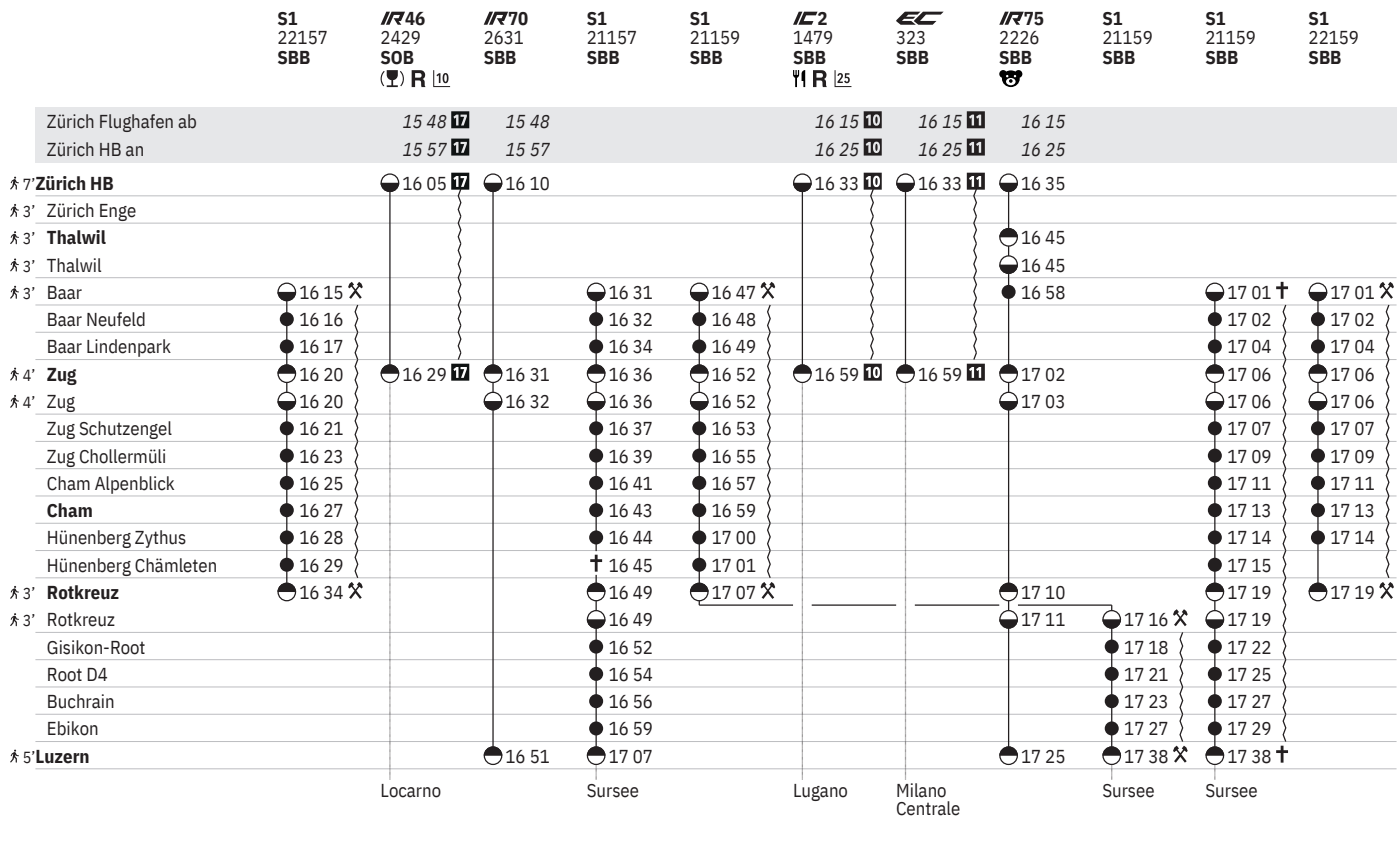 S1 IR46 IR70 S1 S1 IC2 EC IR75 S1 S1 S1
22157 2429 2631 21157 21159 1479 323 2226 21159 21159 22159
SBB SOB SBB SBB SBB SBB SBB SBB SBB SBB SBB
R 10 R 25
Zürich Flughafen ab 15 48 17 15 48 16 15 10 16 15 11 16 15
Zürich HB an 15 57 17 15 57 16 25 10 16 25 11 16 25
7' Zürich HB 16 05 17 16 10 16 33 10 16 33 11 16 35
3' Zürich Enge
3' Thalwil 16 45
3' Thalwil 16 45
3' Baar 16 15 16 31 16 47 16 58 17 01 † 17 01
Baar Neufeld 16 16 16 32 16 48 17 02 17 02
Baar Lindenpark 16 17 16 34 16 49 17 04 17 04
4' Zug 16 20 16 29 17 16 31 16 36 16 52 16 59 10 16 59 11 17 02 17 06 17 06
4' Zug 16 20 16 32 16 36 16 52 17 03 17 06 17 06
Zug Schutzengel 16 21 16 37 16 53 17 07 17 07
Zug Chollermüli 16 23 16 39 16 55 17 09 17 09
Cham Alpenblick 16 25 16 41 16 57 17 11 17 11
Cham 16 27 16 43 16 59 17 13 17 13
Hünenberg Zythus 16 28 16 44 17 00 17 14 17 14
Hünenberg Chämleten 16 29 † 16 45 17 01 17 15
3' Rotkreuz 16 34 16 49 17 07 17 10 17 19 17 19
3' Rotkreuz 16 49 17 11 17 16 17 19
Gisikon-Root 16 52 17 18 17 22
Root D4 16 54 17 21 17 25
Buchrain 16 56 17 23 17 27
Ebikon 16 59 17 27 17 29
5' Luzern 16 51 17 07 17 25 17 38 17 38 †
Locarno Sursee Lugano Milano Sursee Sursee
Centrale